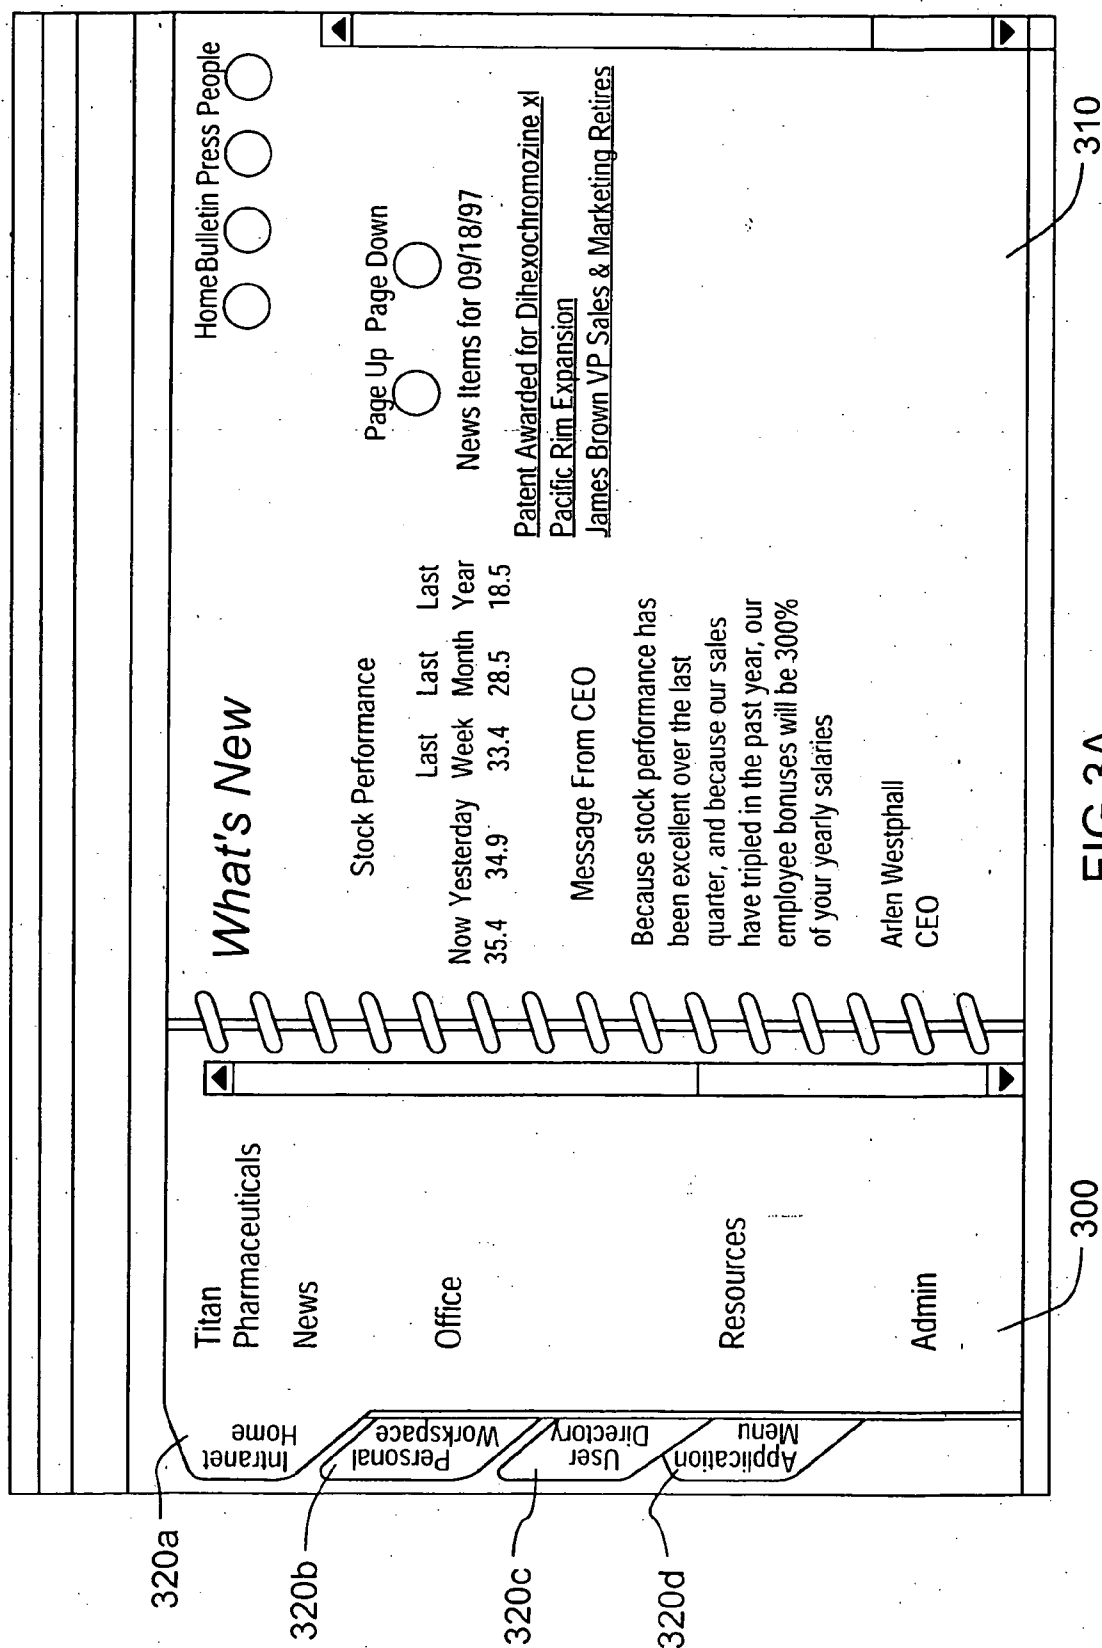 320a
320b
320c
320d
Intranet
Home
Personal
Workspace
User
Directory
Application
Menu
Titan
Pharmaceuticals
News
Office
Resources
Admin
300
What's New
Home Bulletin Press People
Stock Performance
Last Last Last
Now Yesterday Week Month Year
35.4 34.9 33.4 28.5 18.5
Message From CEO
Because stock performance has
been excellent over the last
quarter, and because our sales
have tripled in the past year, our
employee bonuses will be 300%
of your yearly salaries
Arlen Westphall
CEO
Page Up Page Down
News Items for 09/18/97
Patent Awarded for Dihexochromozine xl
Pacific Rim Expansion
James Brown VP Sales & Marketing Retires
310
FIG.3A